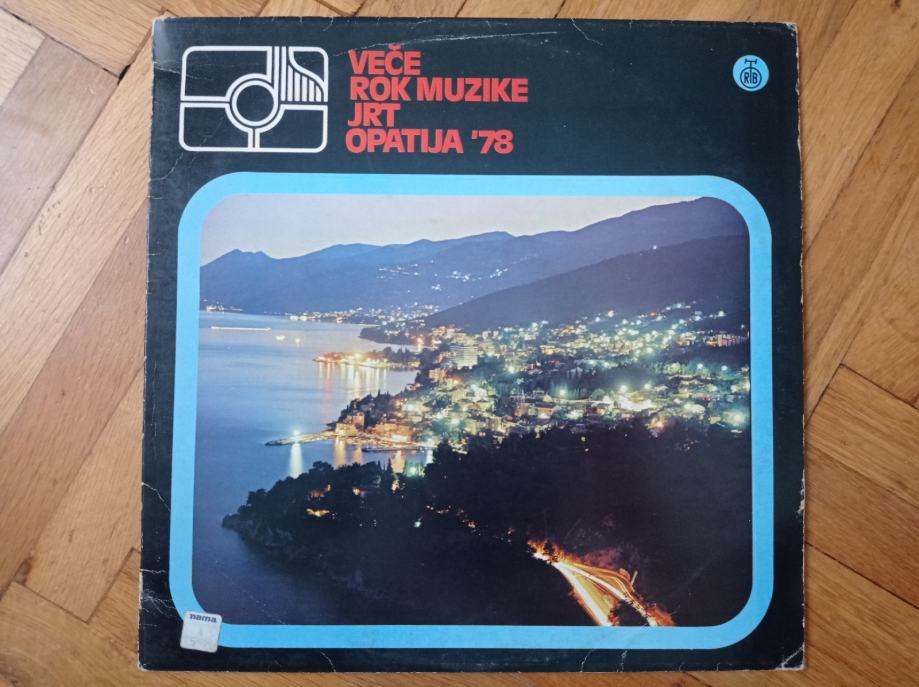 VEČE
ROK MUZIKE
JRT
OPATIJA '78
RTB
nama